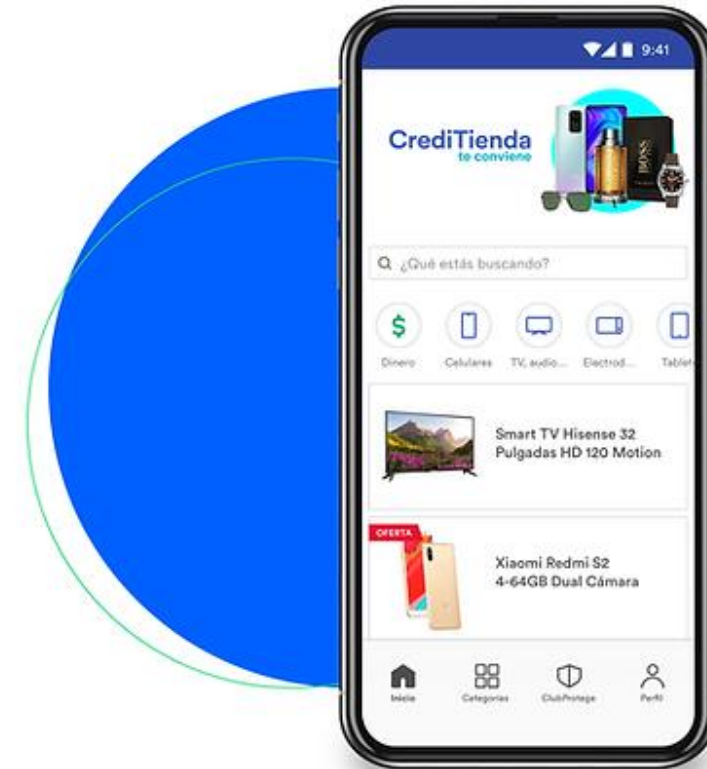 9:41
CrediTienda
te conviene
BOSS
¿Qué estás buscando?
Dinero
Celulares
TV, audio...
Electrod...
Tablet
Smart TV Hisense 32
Pulgadas HD 120 Motion
OFERTA
Xiaomi Redmi S2
4-64GB Dual Cámara
Inicio
Categorías
ClubProtege
Perfil